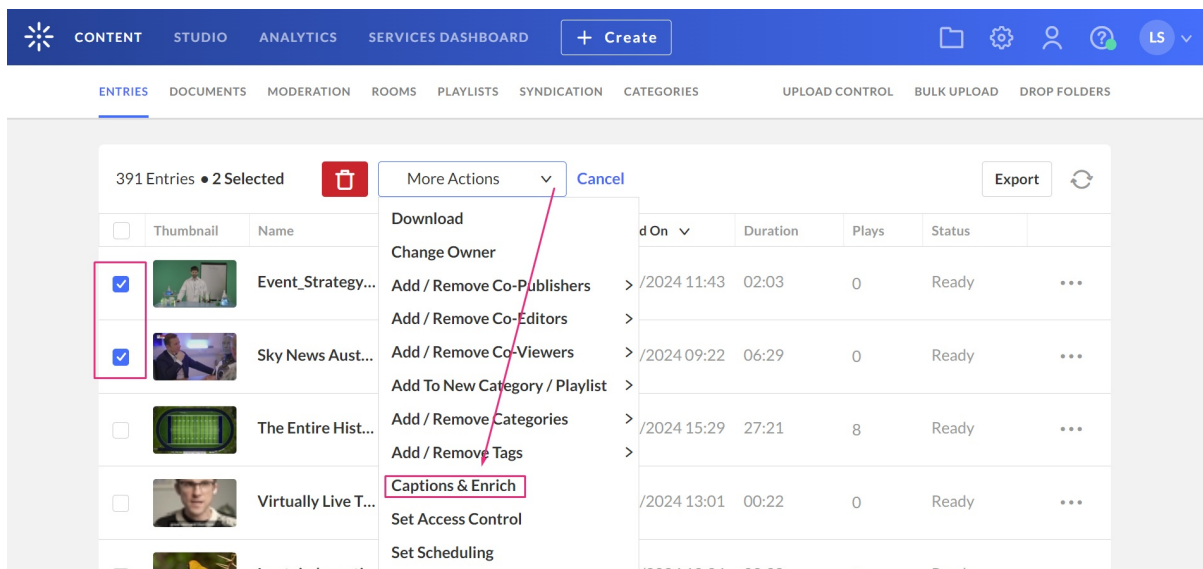 CONTENT STUDIO ANALYTICS SERVICES DASHBOARD + Create LS
ENTRIES DOCUMENTS MODERATION ROOMS PLAYLISTS SYNDICATION CATEGORIES UPLOAD CONTROL BULK UPLOAD DROP FOLDERS
391 Entries • 2 Selected More Actions Cancel Export
Thumbnail Name d On Duration Plays Status
Download
Change Owner
Event_Strategy... /2024 11:43 02:03 0 Ready
Add / Remove Co-Publishers
Add / Remove Co-Editors
Sky News Aust... /2024 09:22 06:29 0 Ready
Add / Remove Co-Viewers
Add To New Category / Playlist
Add / Remove Categories
The Entire Hist... /2024 15:29 27:21 8 Ready
Add / Remove Tags
Captions & Enrich
Virtually Live T... /2024 13:01 00:22 0 Ready
Set Access Control
Set Scheduling